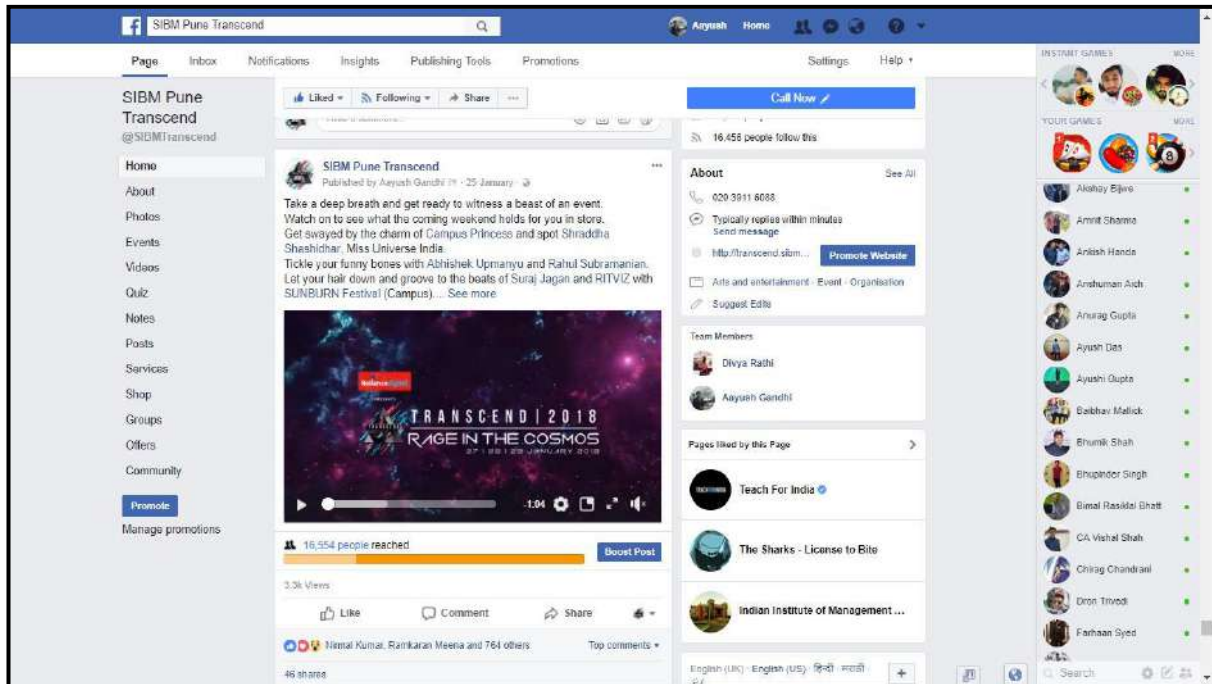 SIBM Pune Transcend
Aayush Home
Page Inbox Notifications Insights Publishing Tools Promotions Settings Help
SIBM Pune
Transcend
@SIBMTranscend
Home
About
Photos
Events
Videos
Quiz
Notes
Posts
Services
Shop
Groups
Offers
Community
Promote
Manage promotions
Liked Following Share
Call Now
SIBM Pune Transcend
Published by Aayush Gandhi · 25 January
Take a deep breath and get ready to witness a beast of an event.
Watch on to see what the coming weekend holds for you in store.
Get swayed by the charm of Campus Princess and spot Shraddha
Shashidhar, Miss Universe India.
Tickle your funny bones with Abhishek Upmanyu and Rahul Subramanian.
Let your hair down and groove to the beats of Suraj Jagan and RITVIZ with
SUNBURN Festival (Campus).... See more
Reliance digital
TRANSCEND | 2018
RAGE IN THE COSMOS
27 | 28 | 29 JANUARY 2018
-1:04
16,554 people reached
Boost Post
3.3k Views
Like Comment Share
Nirmal Kumar, Ramkaran Meena and 764 others
Top comments
46 shares
16,456 people follow this
About See All
020 3911 6088
Typically replies within minutes
Send message
http://transcend.sibm...
Promote Website
Arts and entertainment · Event · Organisation
Suggest Edits
Team Members
Divya Rathi
Aayush Gandhi
Pages liked by this Page
Teach For India
The Sharks - License to Bite
Indian Institute of Management ...
English (UK) · English (US) · हिन्दी · मराठी ·
INSTANT GAMES MORE
YOUR GAMES MORE
Akshay Bijwe
Amrit Sharma
Ankish Handa
Anshuman Aich
Anurag Gupta
Ayush Das
Ayushi Gupta
Baibhav Mallick
Bhumik Shah
Bhupinder Singh
Bimal Rasiklal Bhatt
CA Vishal Shah
Chirag Chandrani
Dron Trivedi
Farhaan Syed
Search